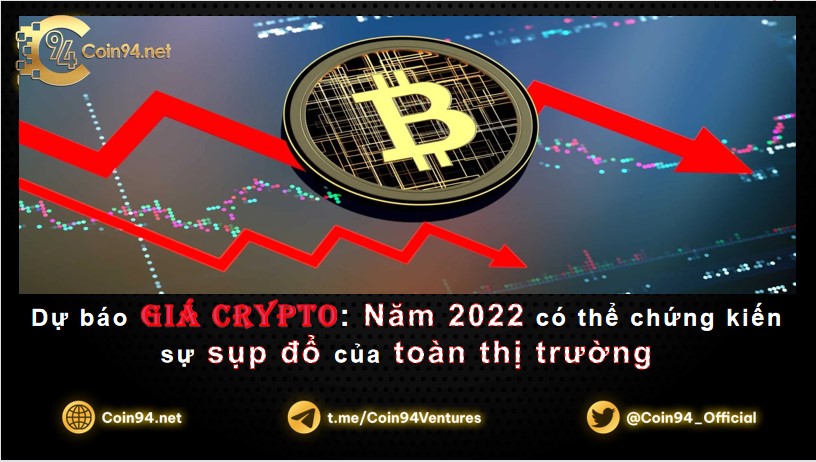 94
Coin94.net
Dự báo GIÁ CRYPTO: Năm 2022 có thể chứng kiến
sự sụp đổ của toàn thị trường
Coin94.net
t.me/Coin94Ventures
@Coin94_Official